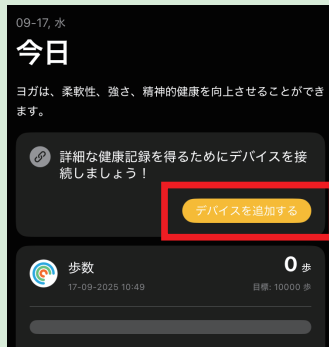 09-17, 水
今日
ヨガは、柔軟性、強さ、精神的健康を向上させることができ
ます。
詳細な健康記録を得るためにデバイスを接
続しましょう！
デバイスを追加する
歩数
0 歩
17-09-2025 10:49
目標: 10000 歩